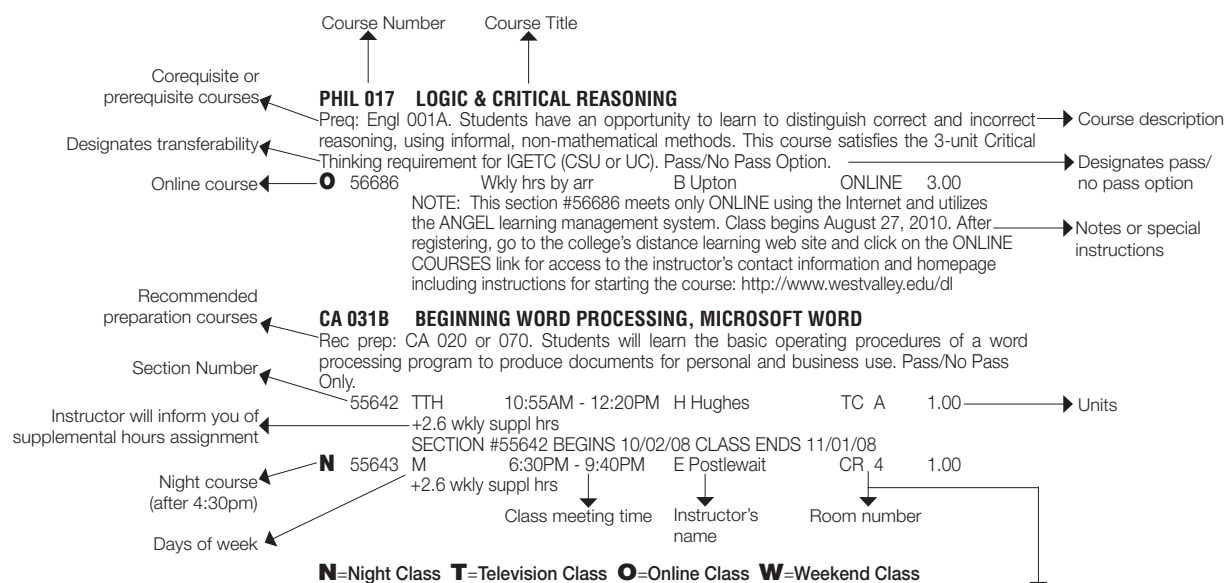 Course Number Course Title
Corequisite or
prerequisite courses
PHIL 017 LOGIC & CRITICAL REASONING
Preq: Engl 001A. Students have an opportunity to learn to distinguish correct and incorrect
Course description
reasoning, using informal, non-mathematical methods. This course satisfies the 3-unit Critical
Designates transferability
Thinking requirement for IGETC (CSU or UC). Pass/No Pass Option.
Designates pass/
no pass option
Online course
O 56686 Wkly hrs by arr B Upton ONLINE 3.00
NOTE: This section #56686 meets only ONLINE using the Internet and utilizes
the ANGEL learning management system. Class begins August 27, 2010. After
registering, go to the college's distance learning web site and click on the ONLINE
COURSES link for access to the instructor's contact information and homepage
including instructions for starting the course: http://www.westvalley.edu/dl
Notes or special
instructions
Recommended
preparation courses
CA 031B BEGINNING WORD PROCESSING, MICROSOFT WORD
Rec prep: CA 020 or 070. Students will learn the basic operating procedures of a word
processing program to produce documents for personal and business use. Pass/No Pass
Only.
Section Number
55642 TTH 10:55AM - 12:20PM H Hughes TC A 1.00
Units
+2.6 wkly suppl hrs
Instructor will inform you of
supplemental hours assignment
SECTION #55642 BEGINS 10/02/08 CLASS ENDS 11/01/08
N 55643 M 6:30PM - 9:40PM E Postlewait CR 4 1.00
+2.6 wkly suppl hrs
Night course
(after 4:30pm)
Class meeting time
Instructor's
name
Room number
Days of week
N=Night Class T=Television Class O=Online Class W=Weekend Class